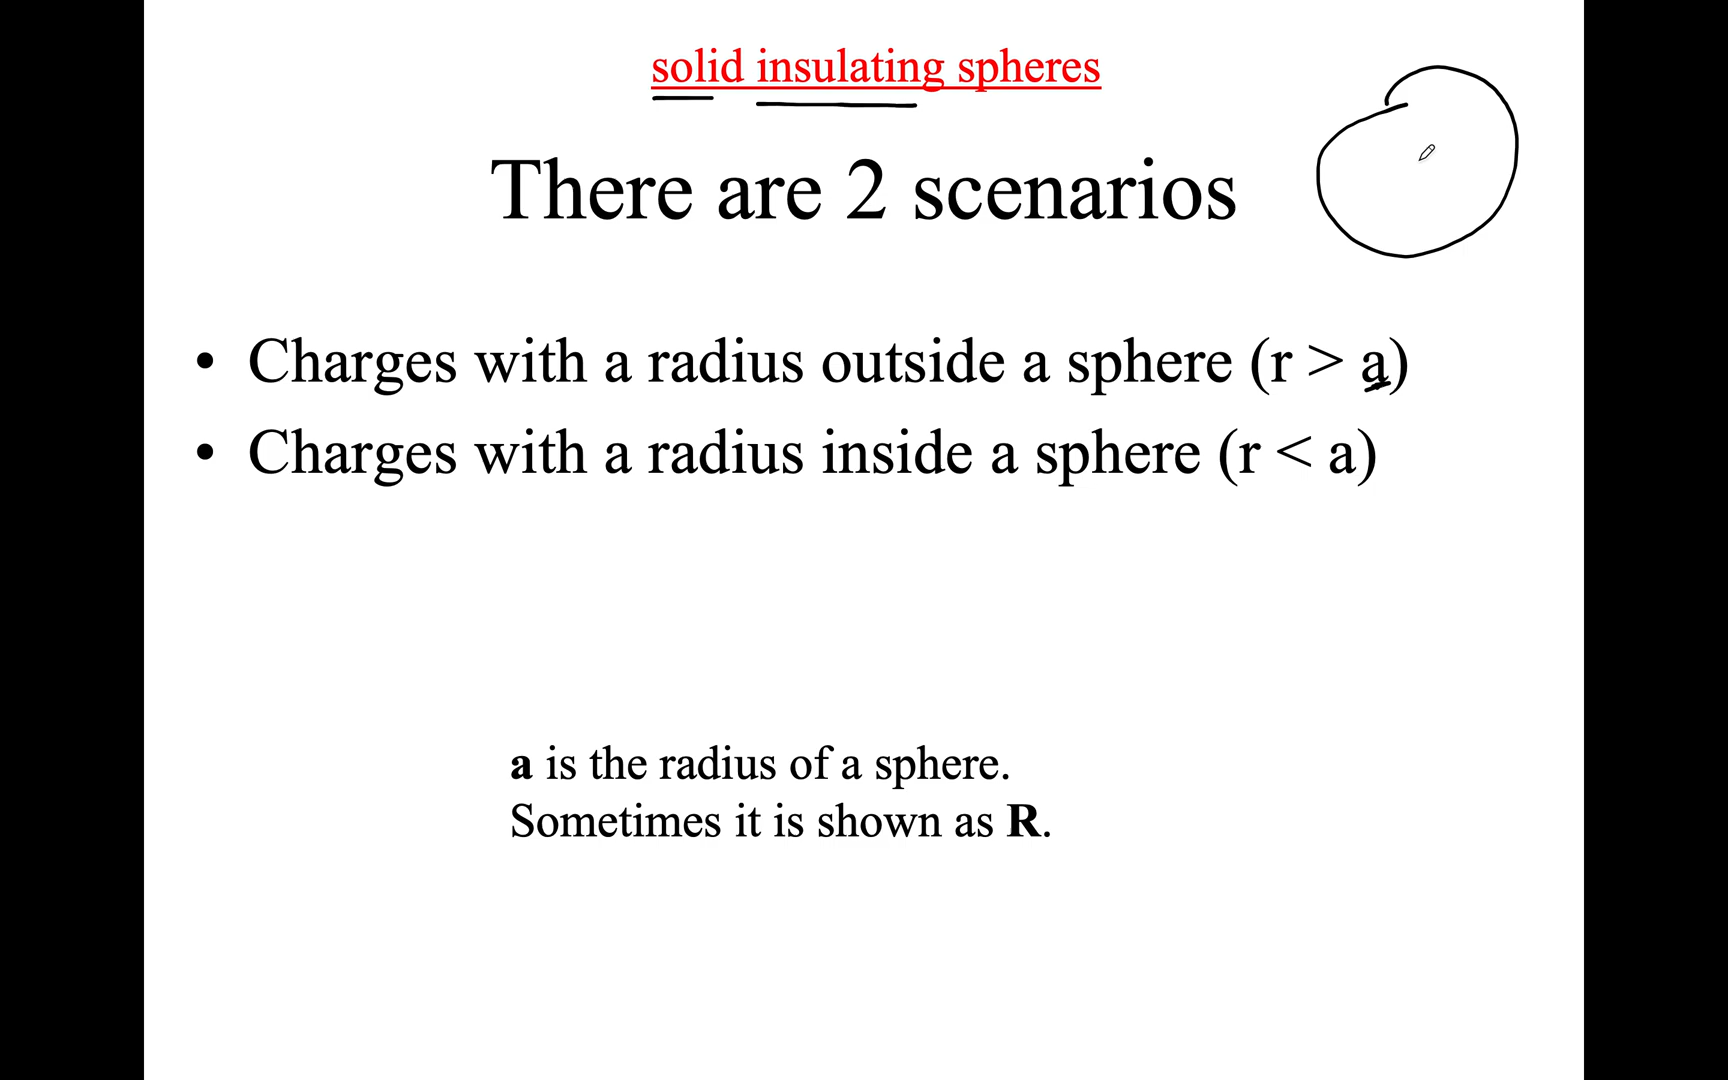 solid insulating spheres
There are 2 scenarios
• Charges with a radius outside a sphere (r > a)
• Charges with a radius inside a sphere (r < a)
a is the radius of a sphere.
Sometimes it is shown as R.